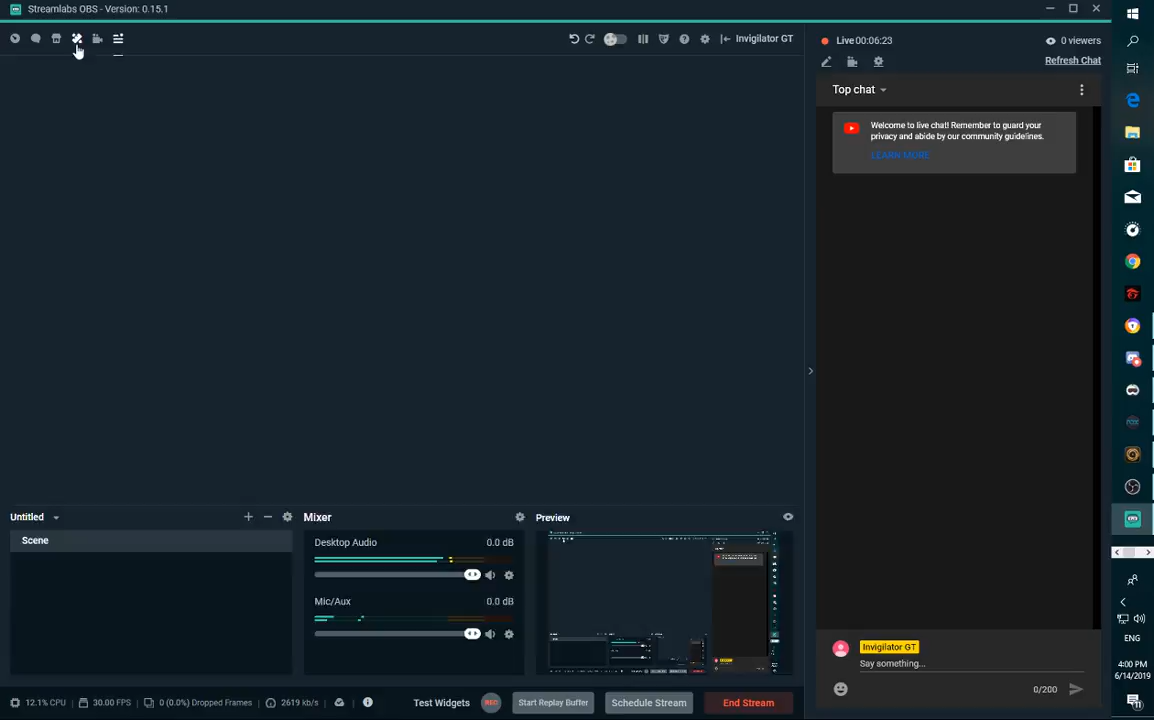 Streamlabs OBS - Version: 0.15.1
Invigilator GT
Live 00:06:23
0 viewers
Refresh Chat
Top chat
Welcome to live chat! Remember to guard your
privacy and abide by our community guidelines.
LEARN MORE
Untitled
Scene
Mixer
Desktop Audio 0.0 dB
Mic/Aux 0.0 dB
Preview
Invigilator GT
Say something...
0/200
12.1% CPU
30.00 FPS
0 (0.0%) Dropped Frames
2619 kb/s
Test Widgets
REC
Start Replay Buffer
Schedule Stream
End Stream
ENG
4:00 PM
6/14/2019